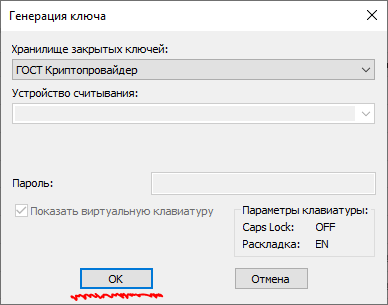 Генерация ключа
Хранилище закрытых ключей:
ГОСТ Криптопровайдер
Устройство считывания:
Пароль:
Показать виртуальную клавиатуру
Параметры клавиатуры:
Caps Lock: OFF
Раскладка: EN
OK
Отмена